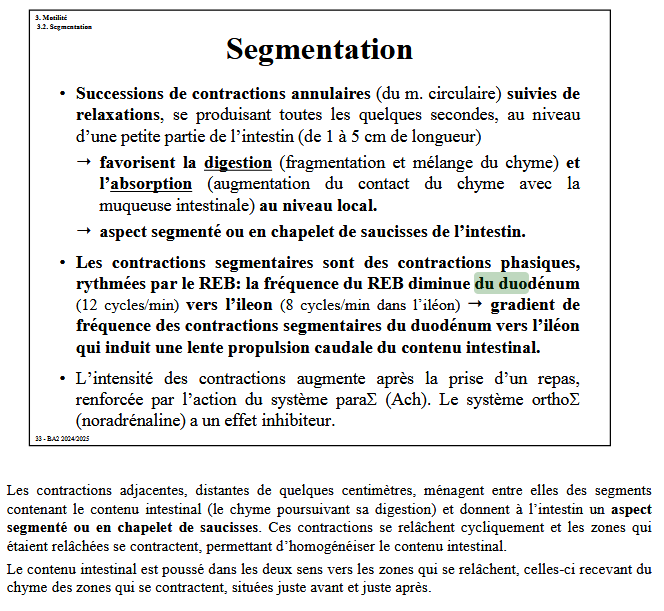 3. Motilité
3.2. Segmentation
Segmentation
• Successions de contractions annulaires (du m. circulaire) suivies de
relaxations, se produisant toutes les quelques secondes, au niveau
d’une petite partie de l’intestin (de 1 à 5 cm de longueur)
→ favorisent la digestion (fragmentation et mélange du chyme) et
l’absorption (augmentation du contact du chyme avec la
muqueuse intestinale) au niveau local.
→ aspect segmenté ou en chapelet de saucisses de l’intestin.
• Les contractions segmentaires sont des contractions phasiques,
rythmées par le REB: la fréquence du REB diminue du duodénum
(12 cycles/min) vers l’ileon (8 cycles/min dans l’iléon) → gradient de
fréquence des contractions segmentaires du duodénum vers l’iléon
qui induit une lente propulsion caudale du contenu intestinal.
• L’intensité des contractions augmente après la prise d’un repas,
renforcée par l’action du système paraΣ (Ach). Le système orthoΣ
(noradrénaline) a un effet inhibiteur.
33 - BA2 2024/2025
Les contractions adjacentes, distantes de quelques centimètres, ménagent entre elles des segments
contenant le contenu intestinal (le chyme poursuivant sa digestion) et donnent à l’intestin un aspect
segmenté ou en chapelet de saucisses. Ces contractions se relâchent cycliquement et les zones qui
étaient relâchées se contractent, permettant d’homogénéiser le contenu intestinal.
Le contenu intestinal est poussé dans les deux sens vers les zones qui se relâchent, celles-ci recevant du
chyme des zones qui se contractent, situées juste avant et juste après.